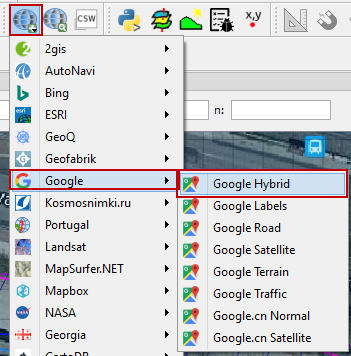 CSW
x,y
2gis
AutoNavi
Bing
ESRI
GeoQ
Geofabrik
Google
Kosmosnimki.ru
Portugal
Landsat
MapSurfer.NET
Mapbox
NASA
Georgia
n:
Google Hybrid
Google Labels
Google Road
Google Satellite
Google Terrain
Google Traffic
Google.cn Normal
Google.cn Satellite